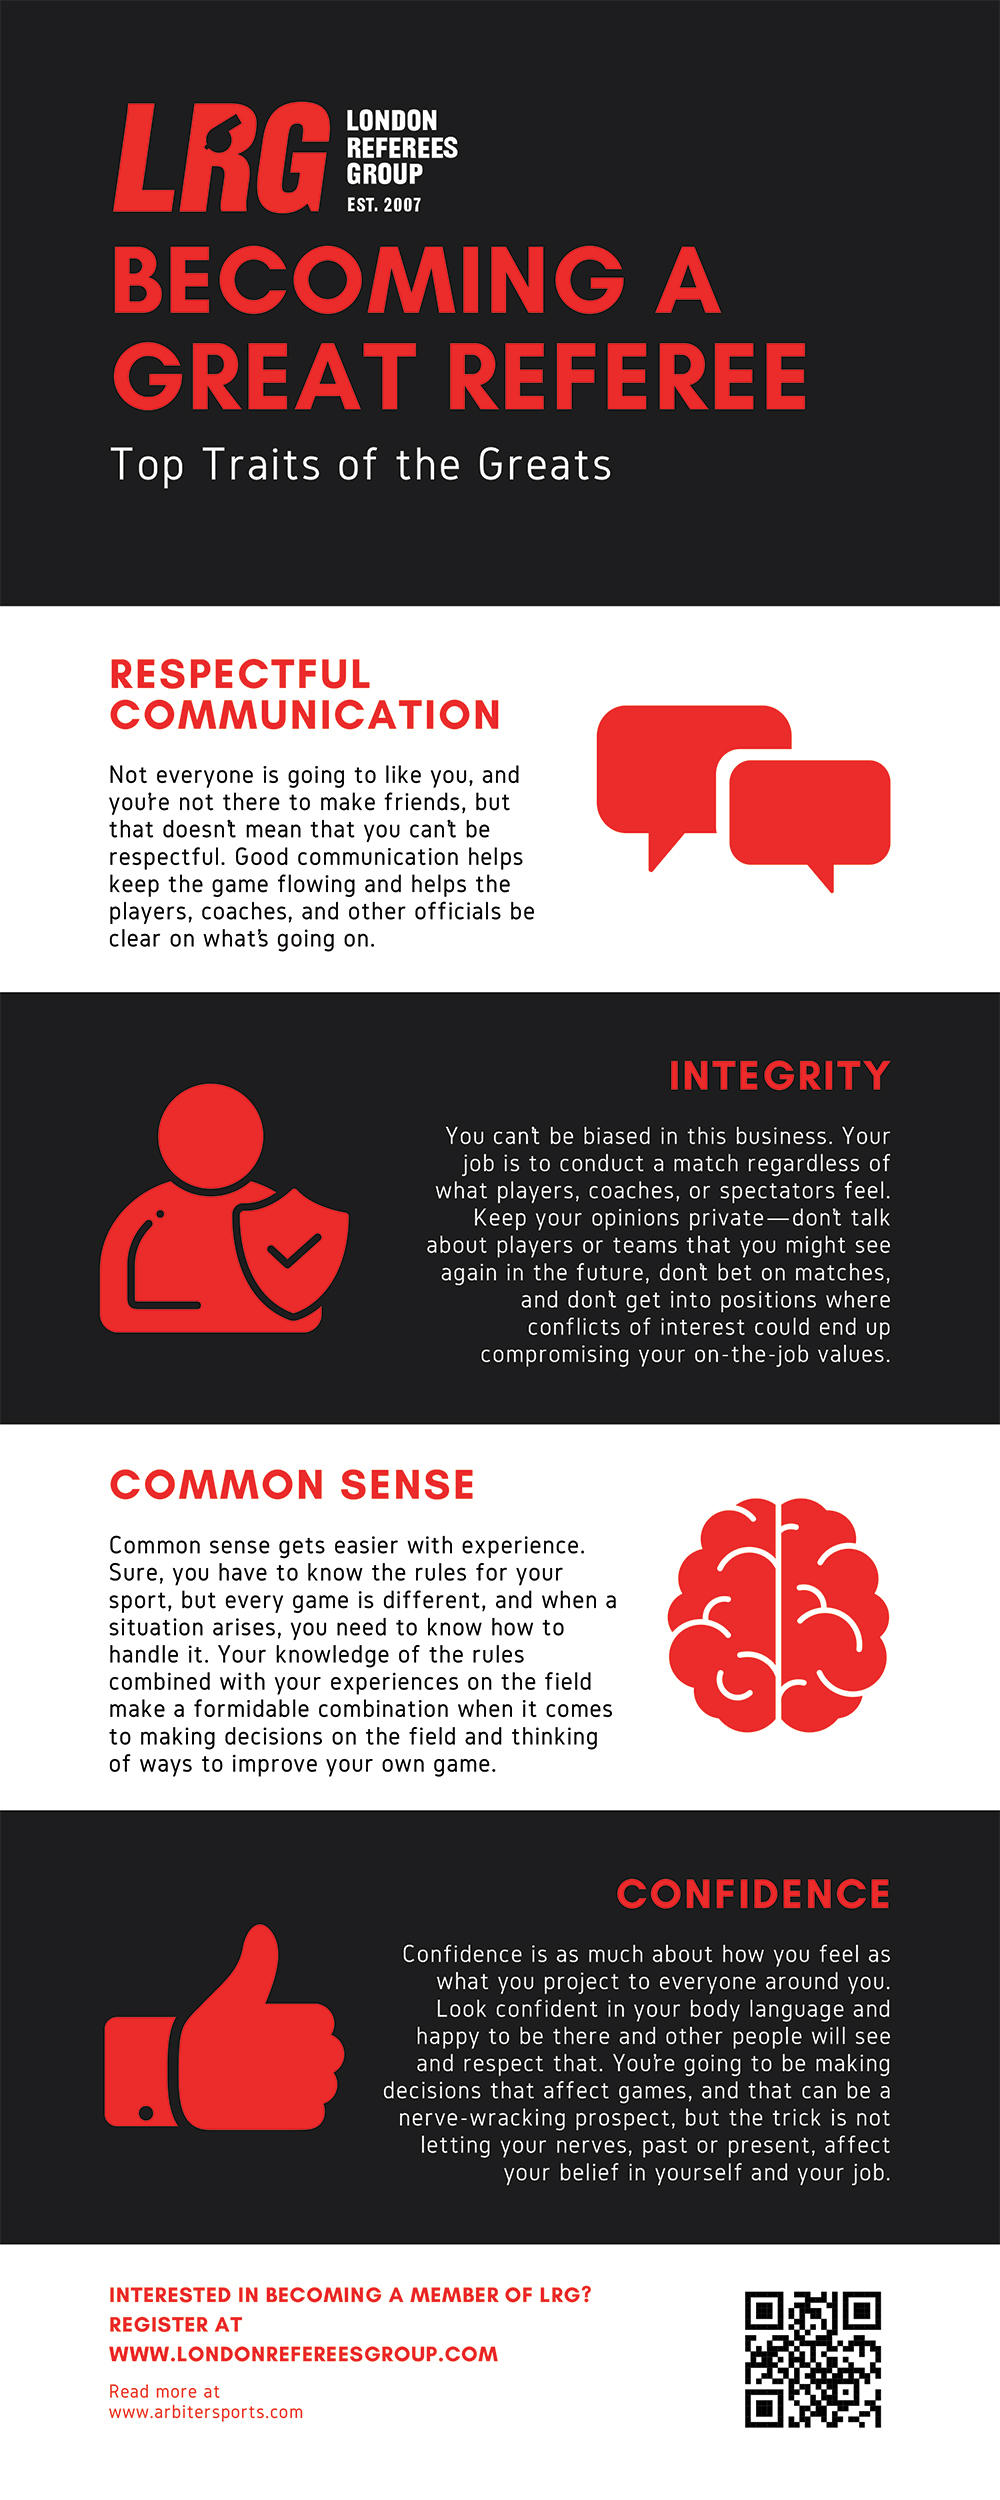 LRG
LONDON
REFEREES
GROUP
EST. 2007
BECOMING A
GREAT REFEREE
Top Traits of the Greats
RESPECTFUL
COMMUNICATION
Not everyone is going to like you, and
you're not there to make friends, but
that doesn't mean that you can't be
respectful. Good communication helps
keep the game flowing and helps the
players, coaches, and other officials be
clear on what's going on.
INTEGRITY
You can't be biased in this business. Your
job is to conduct a match regardless of
what players, coaches, or spectators feel.
Keep your opinions private—don't talk
about players or teams that you might see
again in the future, don't bet on matches,
and don't get into positions where
conflicts of interest could end up
compromising your on-the-job values.
COMMON SENSE
Common sense gets easier with experience.
Sure, you have to know the rules for your
sport, but every game is different, and when a
situation arises, you need to know how to
handle it. Your knowledge of the rules
combined with your experiences on the field
make a formidable combination when it comes
to making decisions on the field and thinking
of ways to improve your own game.
CONFIDENCE
Confidence is as much about how you feel as
what you project to everyone around you.
Look confident in your body language and
happy to be there and other people will see
and respect that. You're going to be making
decisions that affect games, and that can be a
nerve-wracking prospect, but the trick is not
letting your nerves, past or present, affect
your belief in yourself and your job.
INTERESTED IN BECOMING A MEMBER OF LRG?
REGISTER AT
WWW.LONDONREFEREESGROUP.COM
Read more at
www.arbitersports.com